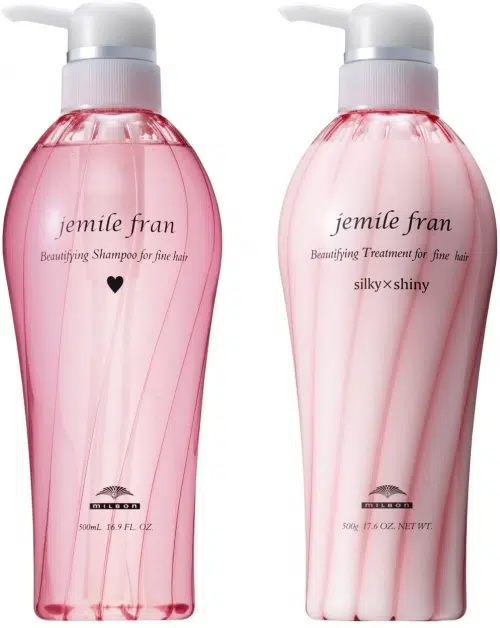 jemile fran
Beautifying Shampoo for fine hair
MILBON
500mL 16.9 FL. OZ.
jemile fran
Beautifying Treatment for fine hair
silky×shiny
MILBON
500g 17.6 OZ. NET WT.